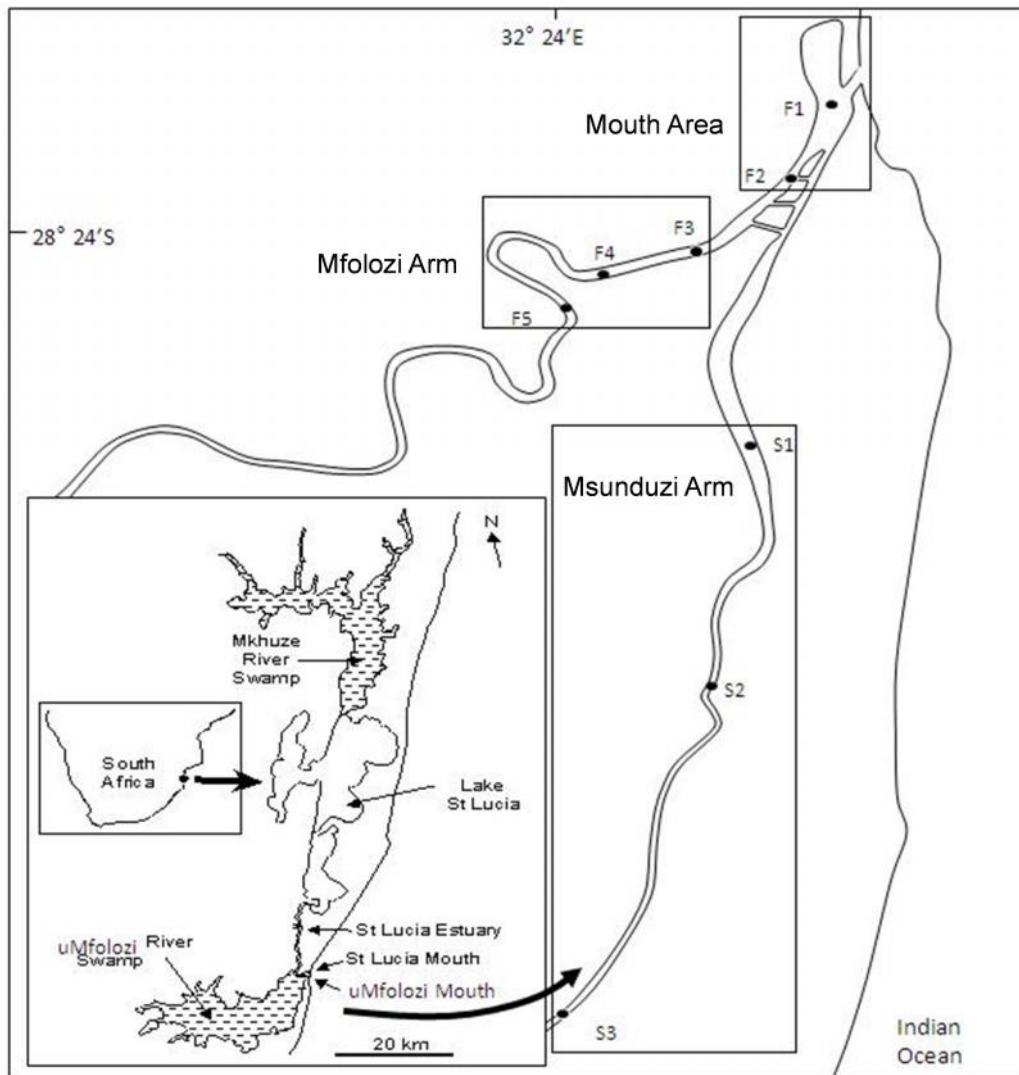 32° 24'E
F1
Mouth Area
F2
28° 24'S
F3
Mfolozi Arm
F4
F5
S1
Msunduzi Arm
N
Mkhuze
River
Swamp
S2
South
Africa
Lake
St Lucia
St Lucia Estuary
uMfolozi River
Swamp
St Lucia Mouth
uMfolozi Mouth
S3
20 km
Indian
Ocean